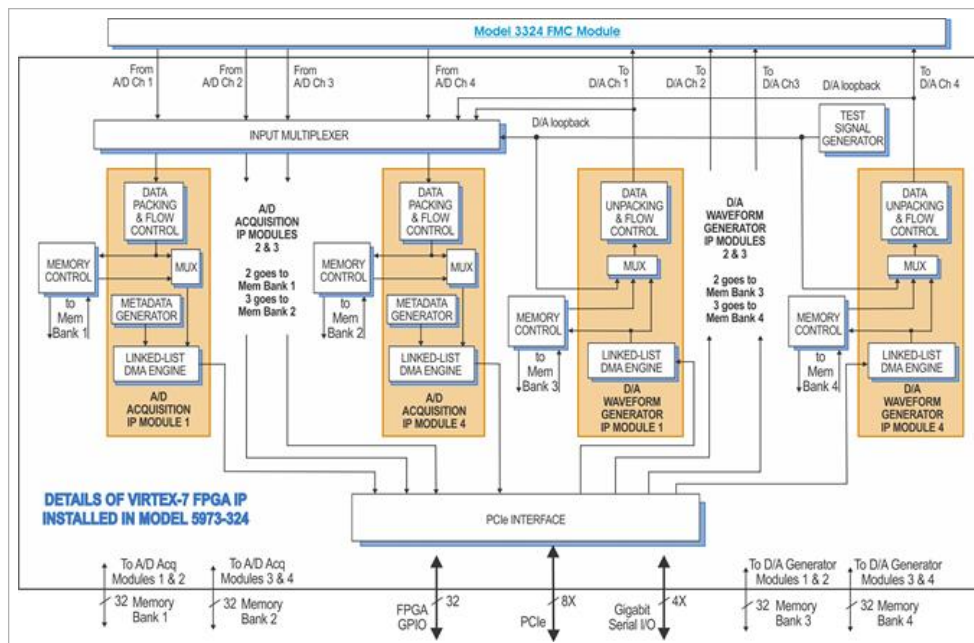 Model 3324 FMC Module
From
A/D Ch 1
From
A/D Ch 2
From
A/D Ch 3
From
A/D Ch 4
To
D/A Ch 1
To
D/A Ch 2
To
D/A Ch3
To
D/A Ch 4
D/A loopback
D/A loopback
TEST
SIGNAL
GENERATOR
INPUT MULTIPLEXER
DATA
PACKING
& FLOW
CONTROL
MUX
MEMORY
CONTROL
to
Mem
Bank 1
METADATA
GENERATOR
LINKED-LIST
DMA ENGINE
A/D
ACQUISITION
IP MODULE 1
A/D
ACQUISITION
IP MODULES
2 & 3
2 goes to
Mem Bank 1
3 goes to
Mem Bank 2
DATA
PACKING
& FLOW
CONTROL
MUX
MEMORY
CONTROL
to
Mem
Bank 2
METADATA
GENERATOR
LINKED-LIST
DMA ENGINE
A/D
ACQUISITION
IP MODULE 4
DATA
UNPACKING
& FLOW
CONTROL
MUX
MEMORY
CONTROL
to
Mem
Bank 3
LINKED-LIST
DMA ENGINE
D/A
WAVEFORM
GENERATOR
IP MODULE 1
D/A
WAVEFORM
GENERATOR
IP MODULES
2 & 3
2 goes to
Mem Bank 3
3 goes to
Mem Bank 4
DATA
UNPACKING
& FLOW
CONTROL
MUX
MEMORY
CONTROL
to
Mem
Bank 4
LINKED-LIST
DMA ENGINE
D/A
WAVEFORM
GENERATOR
IP MODULE 4
DETAILS OF VIRTEX-7 FPGA IP
INSTALLED IN MODEL 5973-324
PCIe INTERFACE
To A/D Acq
Modules 1 & 2
32 Memory
Bank 1
To A/D Acq
Modules 3 & 4
32 Memory
Bank 2
32
FPGA
GPIO
8X
PCIe
4X
Gigabit
Serial I/O
To D/A Generator
Modules 1 & 2
32 Memory
Bank 3
To D/A Generator
Modules 3 & 4
32 Memory
Bank 4